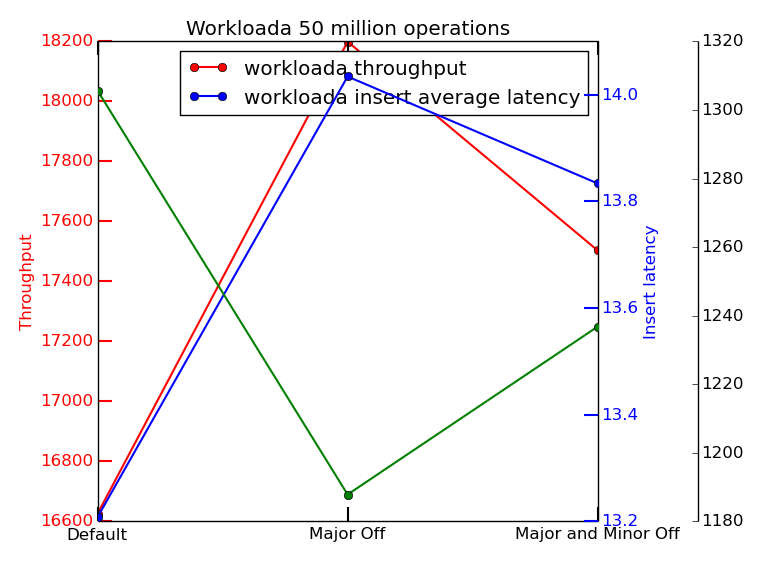 Workloada 50 million operations
workloada throughput
workloada insert average latency
Throughput
18200
18000
17800
17600
17400
17200
17000
16800
16600
Default
Major Off
Major and Minor Off
14.0
13.8
13.6
13.4
13.2
Insert latency
1320
1300
1280
1260
1240
1220
1200
1180